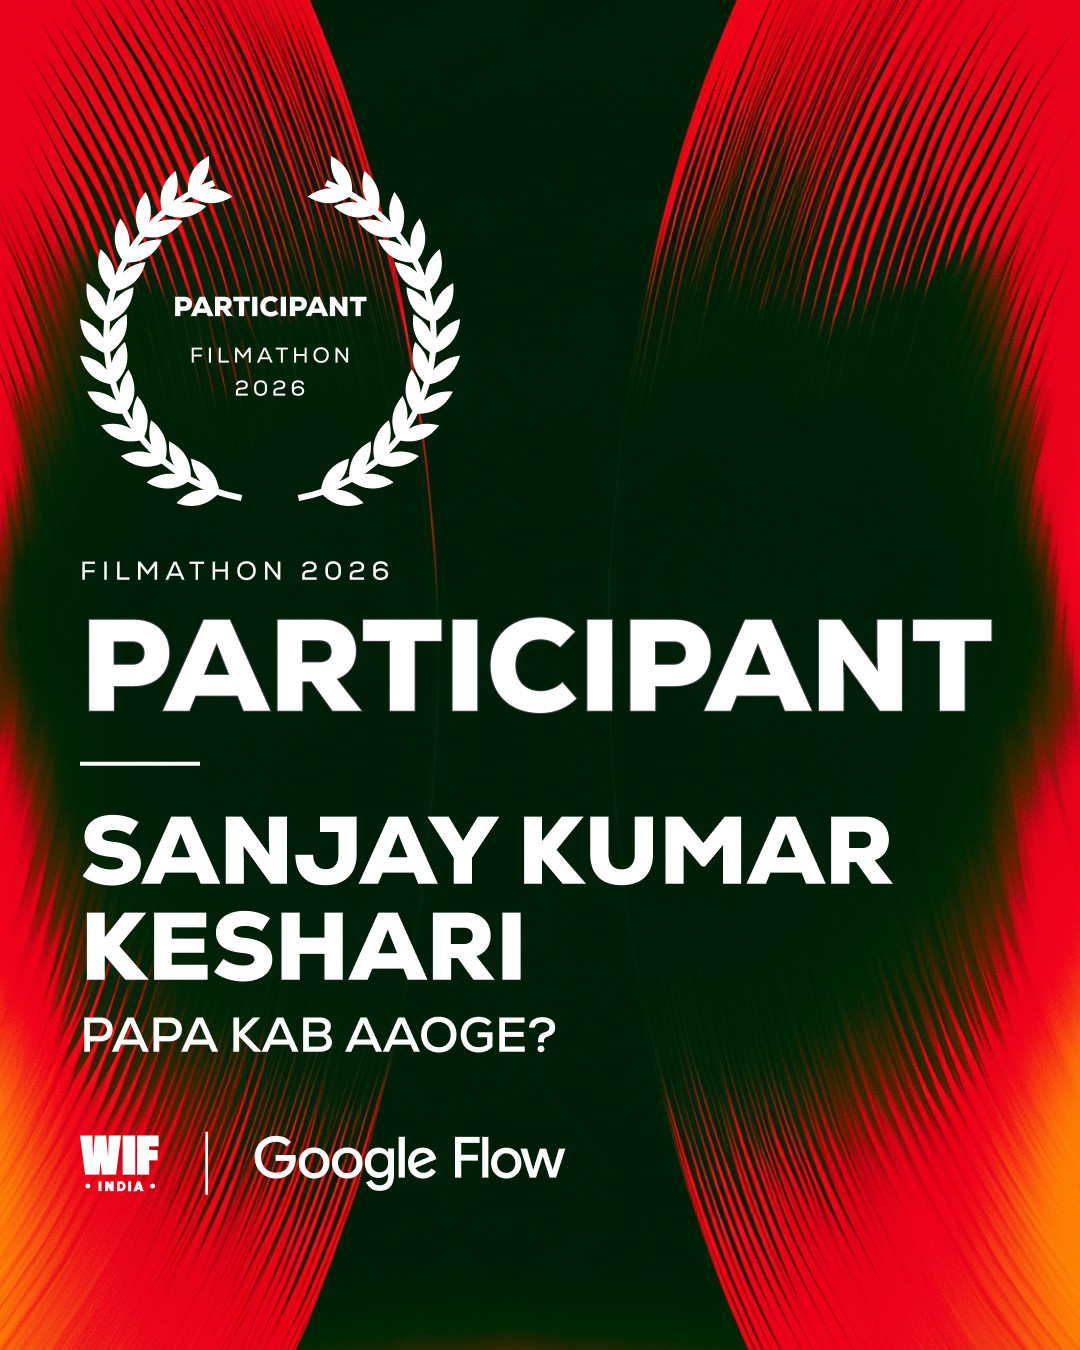 PARTICIPANT
FILMATHON
2026
FILMATHON 2026
PARTICIPANT
SANJAY KUMAR
KESHARI
PAPA KAB AAOGE?
WIF
• INDIA •
Google Flow